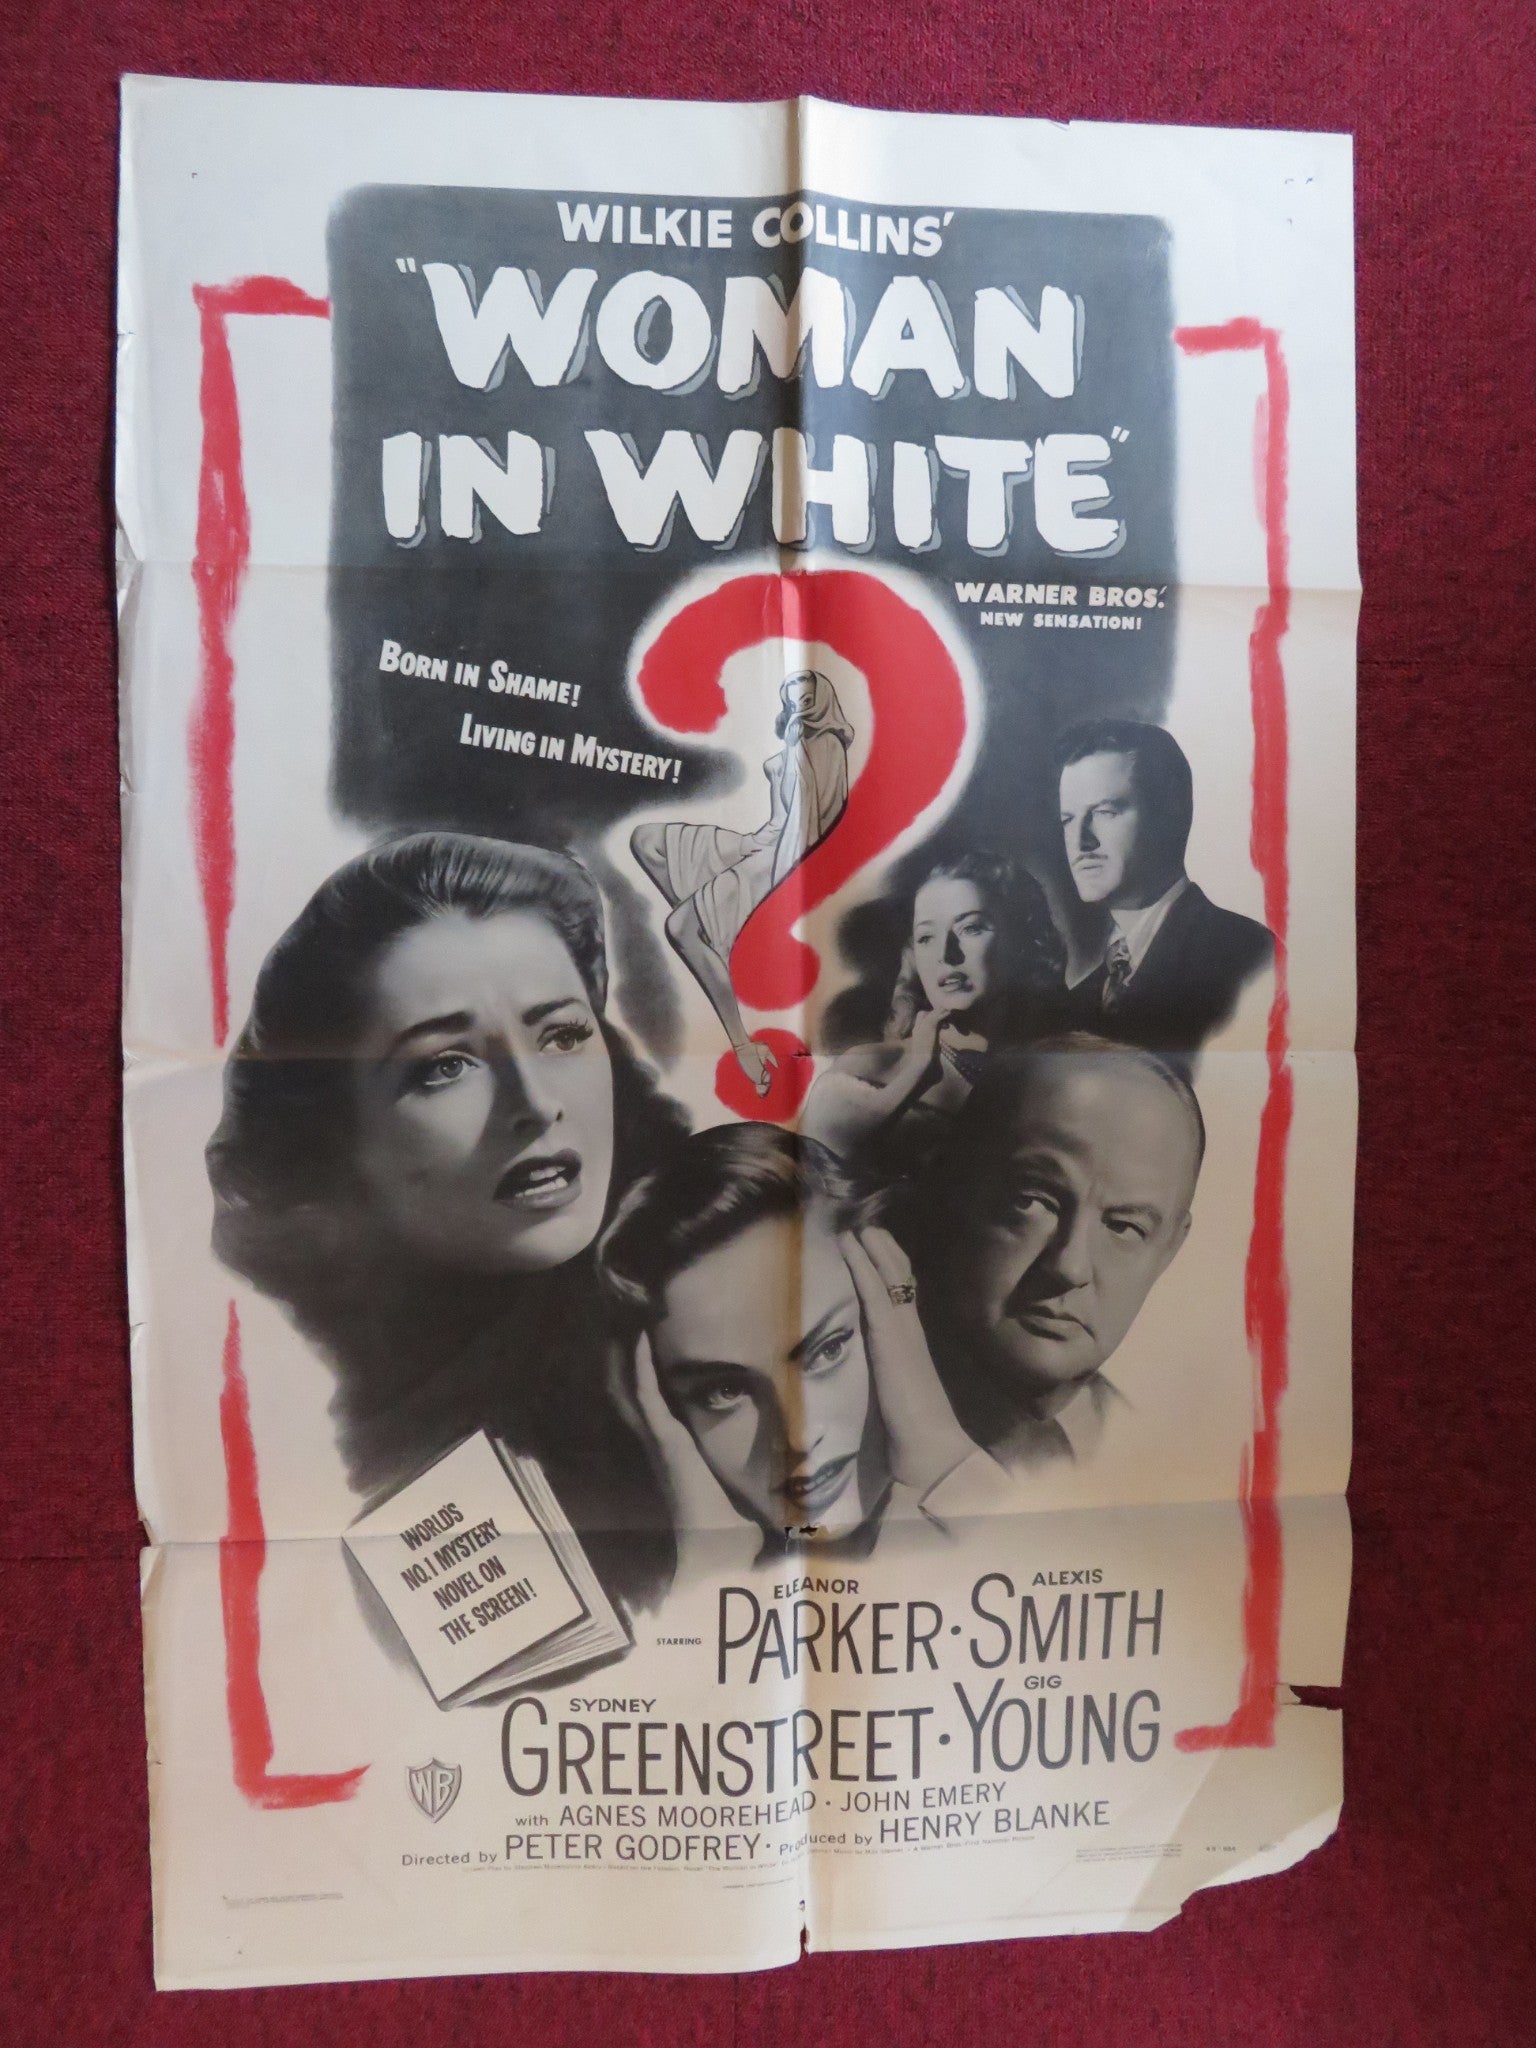 WILKIE COLLINS'
"WOMAN
IN WHITE"
WARNER BROS.'
NEW SENSATION!
BORN IN SHAME!
LIVING IN MYSTERY!
WORLD'S
NO. 1 MYSTERY
NOVEL ON
THE SCREEN!
STARRING
ELEANOR
PARKER · ALEXIS
SMITH
SYDNEY
GREENSTREET · GIG
YOUNG
WB
with AGNES MOOREHEAD · JOHN EMERY
Directed by PETER GODFREY · Produced by HENRY BLANKE